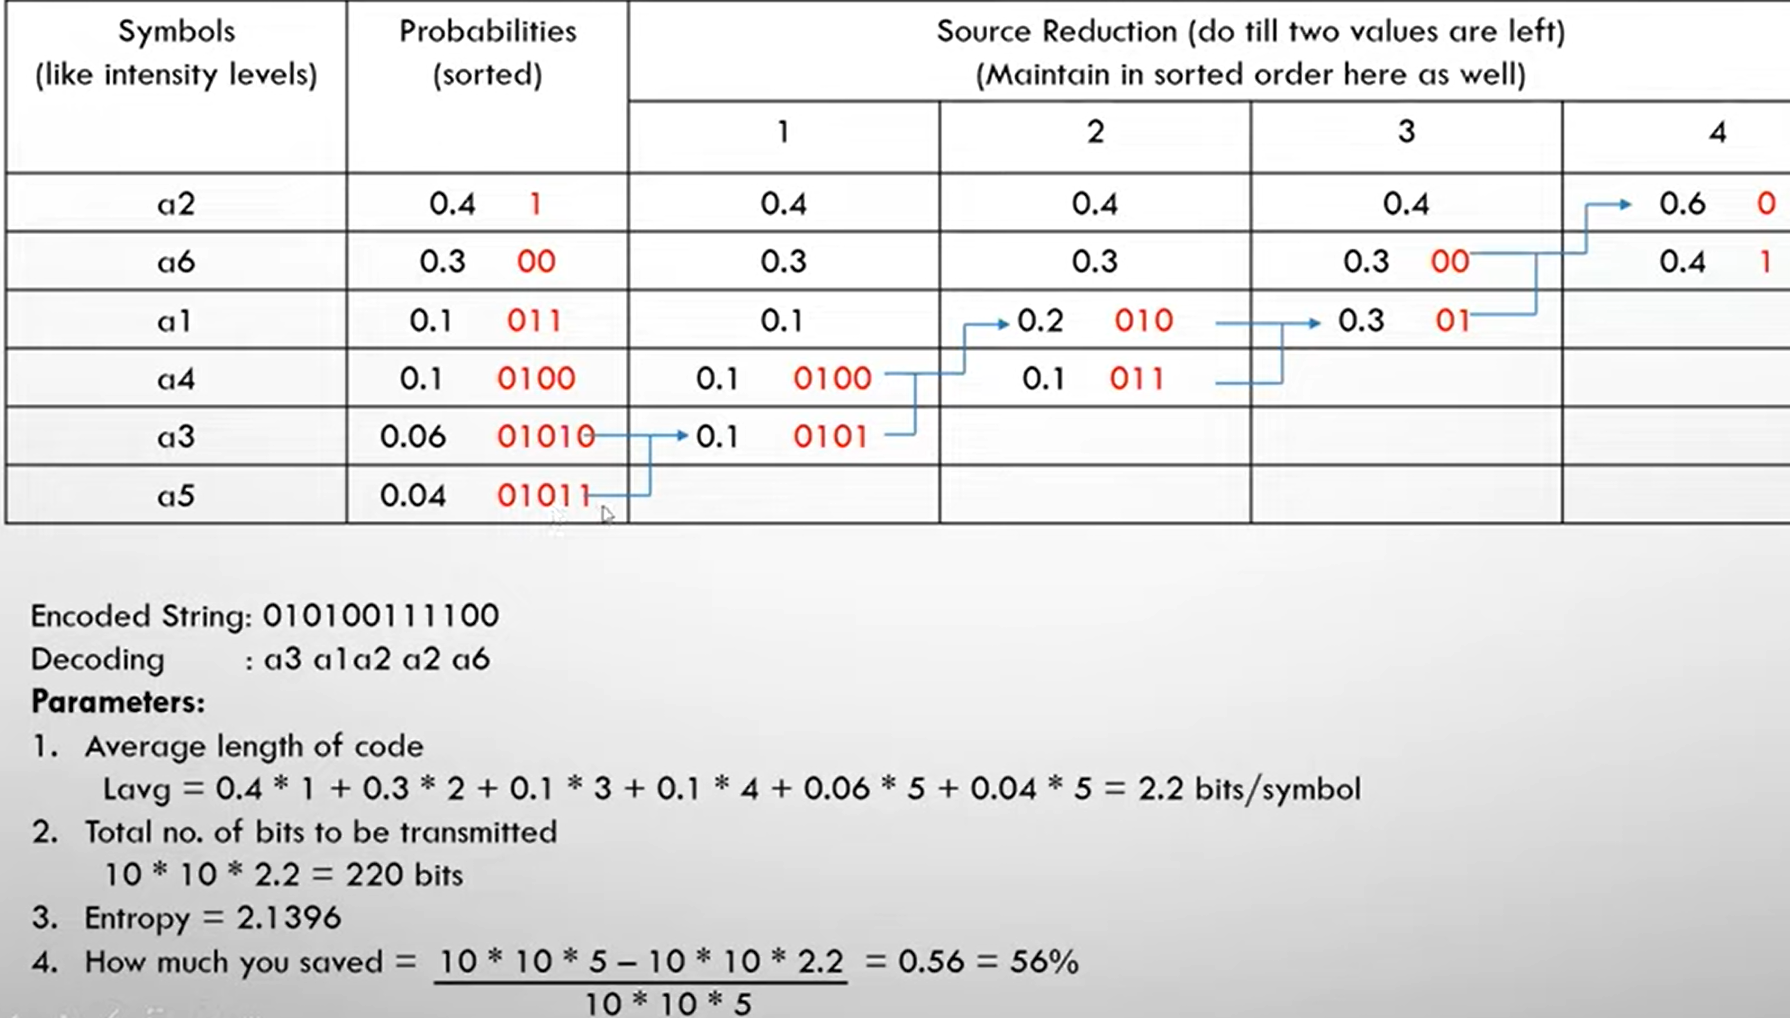 Symbols
(like intensity levels)
Probabilities
(sorted)
Source Reduction (do till two values are left)
(Maintain in sorted order here as well)
1 2 3 4
a2 0.4 1 0.4 0.4 0.4 0.6 0
a6 0.3 00 0.3 0.3 0.3 00 0.4 1
a1 0.1 011 0.1 0.2 010 0.3 01
a4 0.1 0100 0.1 0100 0.1 011
a3 0.06 01010 0.1 0101
a5 0.04 01011
Encoded String: 010100111100
Decoding : a3 a1a2 a2 a6
Parameters:
1. Average length of code
Lavg = 0.4 * 1 + 0.3 * 2 + 0.1 * 3 + 0.1 * 4 + 0.06 * 5 + 0.04 * 5 = 2.2 bits/symbol
2. Total no. of bits to be transmitted
10 * 10 * 2.2 = 220 bits
3. Entropy = 2.1396
4. How much you saved = 10 * 10 * 5 – 10 * 10 * 2.2 = 0.56 = 56%
10 * 10 * 5